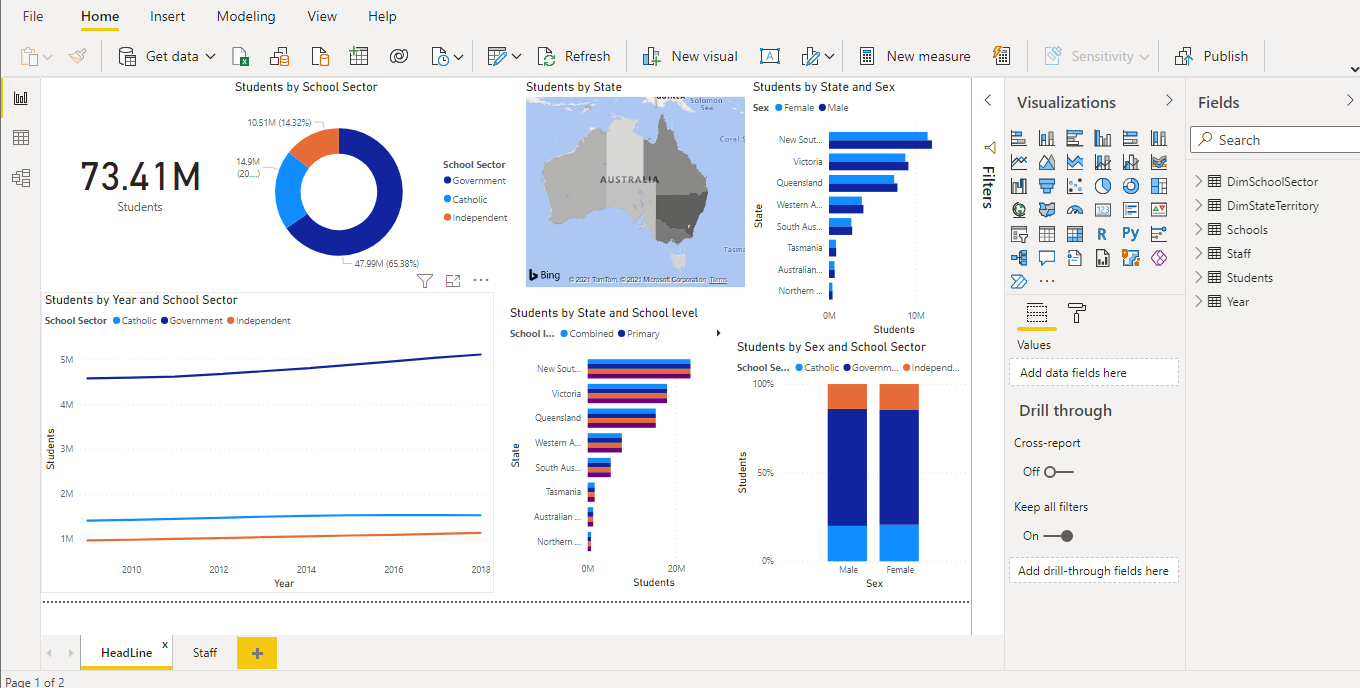 File Home Insert Modeling View Help
Get data Refresh New visual A New measure Sensitivity Publish
Students by School Sector
10.51M (14.32%)
14.9M
(20....)
47.99M (65.38%)
School Sector
Government
Catholic
Independent
73.41M
Students
Students by State
Solomon
Sea
AUSTRALIA
Bing
© 2021 TomTom, © 2021 Microsoft Corporation Terms
Students by State and Sex
Sex Female Male
New Sout...
Victoria
Queensland
Western A...
South Aus...
Tasmania
Australian...
Northern ...
State
0M 10M
Students
Students by Year and School Sector
School Sector Catholic Government Independent
5M
4M
3M
2M
1M
Students
2010 2012 2014 2016 2018
Year
Students by State and School level
School l... Combined Primary
New Sout...
Victoria
Queensland
Western A...
South Aus...
Tasmania
Australian ...
Northern ...
State
0M 20M
Students
Students by Sex and School Sector
School Se... Catholic Governm... Independ...
100%
50%
0%
Students
Male Female
Sex
Filters
Visualizations
123
R Py
Values
Add data fields here
Drill through
Cross-report
Off
Keep all filters
On
Add drill-through fields here
Fields
Search
DimSchoolSector
DimStateTerritory
Schools
Staff
Students
Year
HeadLine x Staff +
Page 1 of 2